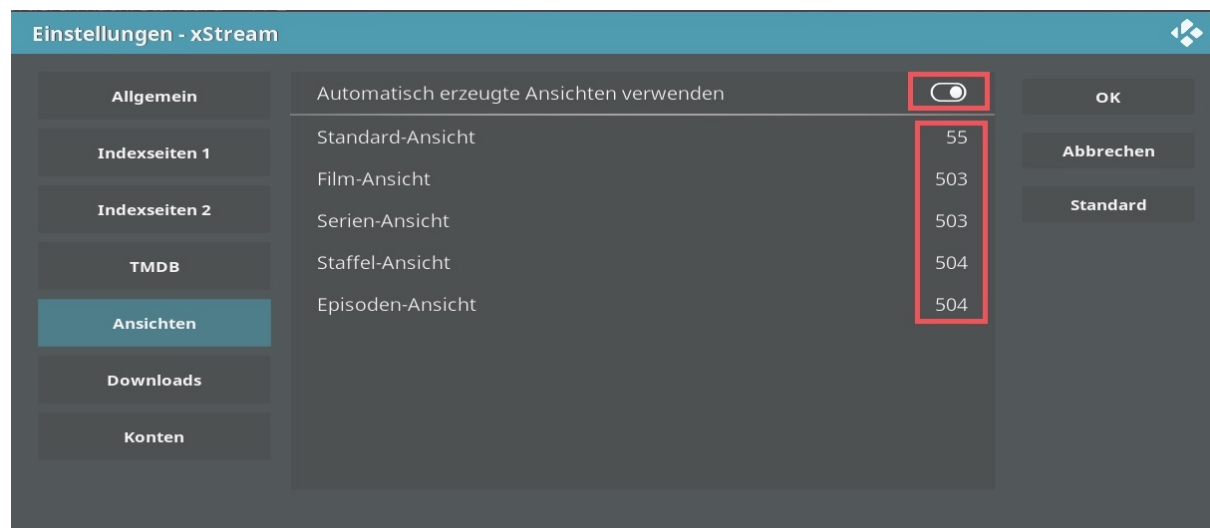 Einstellungen - xStream
Allgemein
Indexseiten 1
Indexseiten 2
TMDB
Ansichten
Downloads
Konten
Automatisch erzeugte Ansichten verwenden
Standard-Ansicht 55
Film-Ansicht 503
Serien-Ansicht 503
Staffel-Ansicht 504
Episoden-Ansicht 504
OK
Abbrechen
Standard